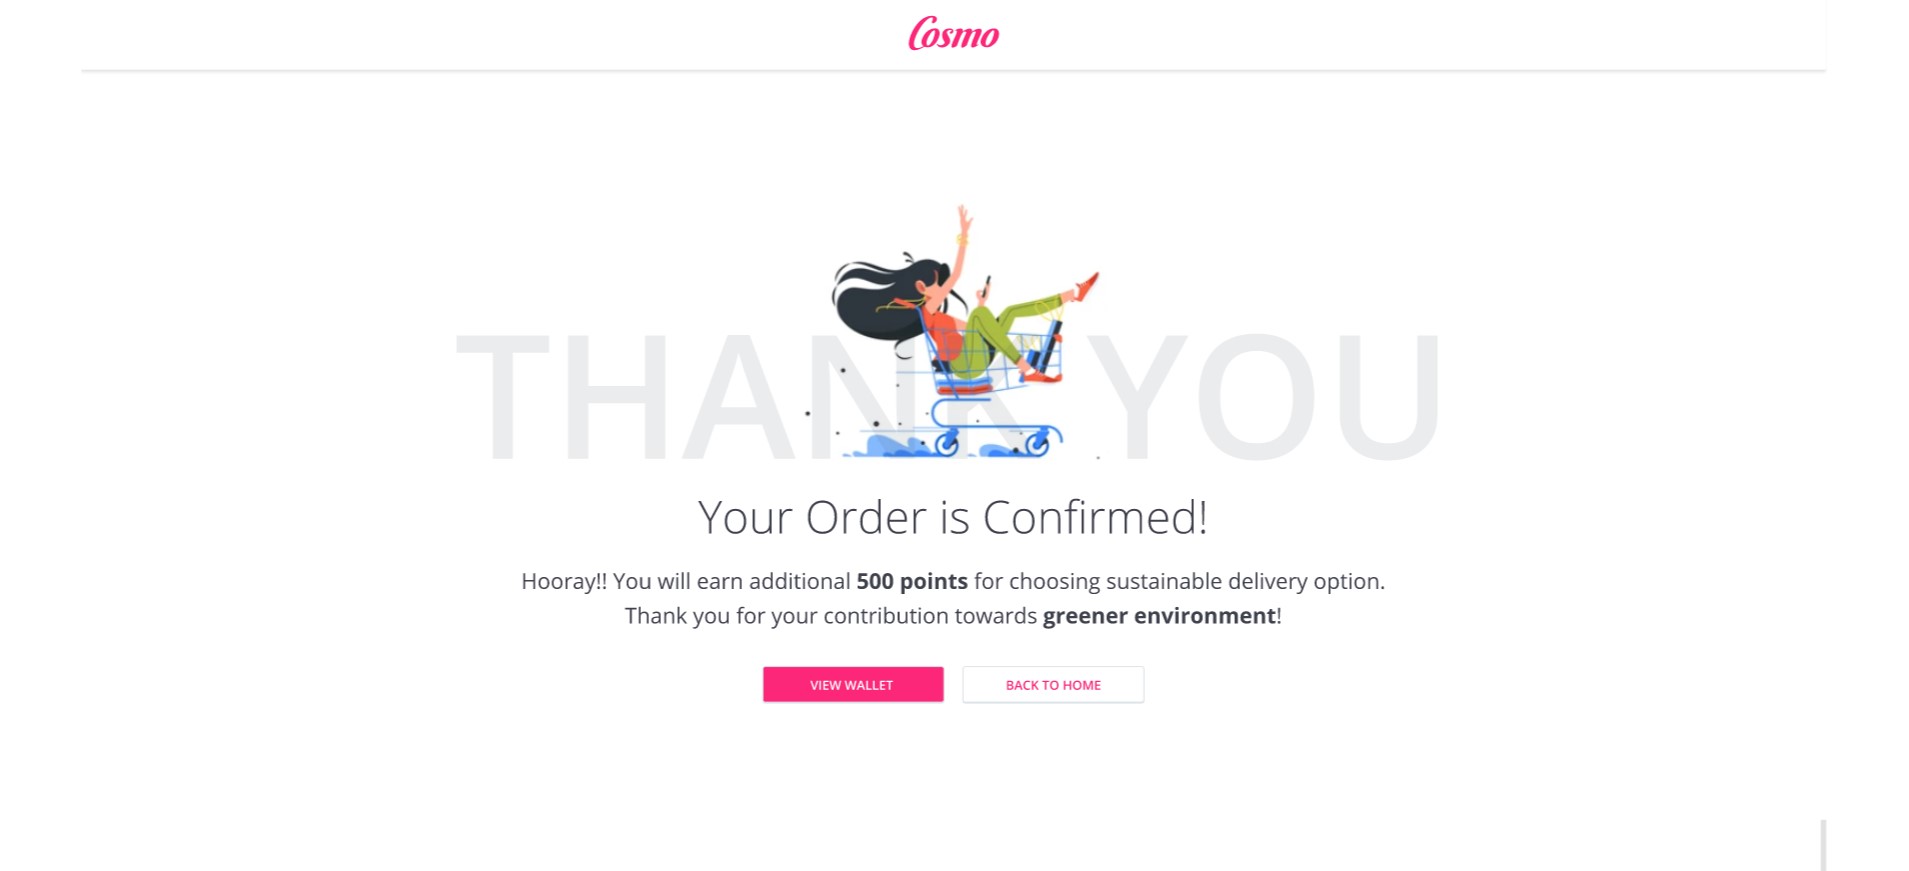 Cosmo
THANK YOU
Your Order is Confirmed!
Hooray!! You will earn additional 500 points for choosing sustainable delivery option.
Thank you for your contribution towards greener environment!
VIEW WALLET
BACK TO HOME